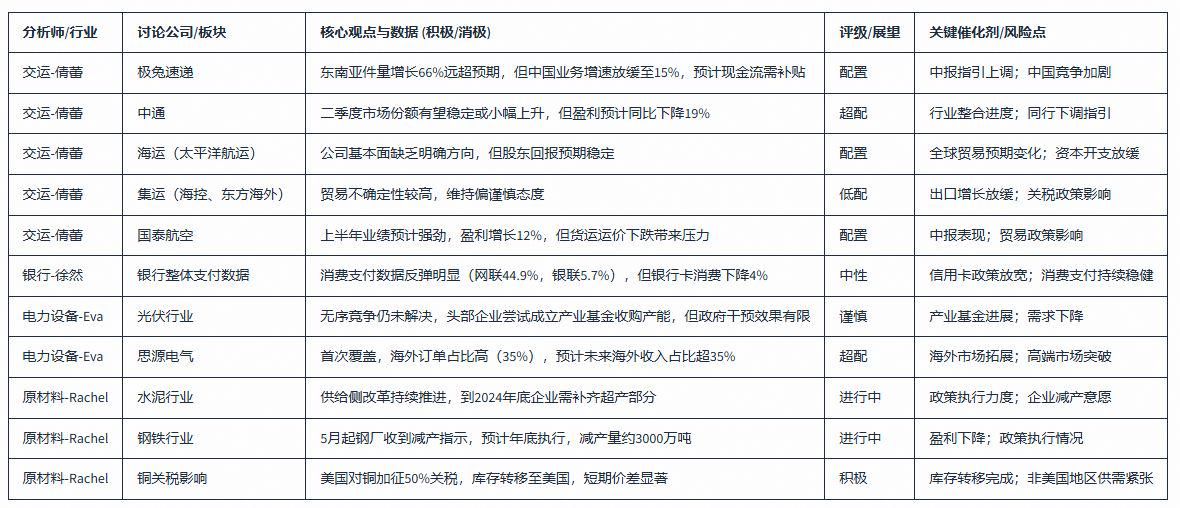 分析师/行业 讨论公司/板块 核心观点与数据 (积极/消极) 评级/展望 关键催化剂/风险点
交运-倩蕾 极兔速递 东南亚件量增长66%远超预期，但中国业务增速放缓至15%，预计现金流需补贴 配置 中报指引上调；中国竞争加剧
交运-倩蕾 中通 二季度市场份额有望稳定或小幅上升，但盈利预计同比下降19% 超配 行业整合进度；同行下调指引
交运-倩蕾 海运（太平洋航运） 公司基本面缺乏明确方向，但股东回报预期稳定 配置 全球贸易预期变化；资本开支放缓
交运-倩蕾 集运（海控、东方海外） 贸易不确定性较高，维持偏谨慎态度 低配 出口增长放缓；关税政策影响
交运-倩蕾 国泰航空 上半年业绩预计强劲，盈利增长12%，但货运运价下跌带来压力 配置 中报表现；贸易政策影响
银行-徐然 银行整体支付数据 消费支付数据反弹明显（网联44.9%，银联5.7%），但银行卡消费下降4% 中性 信用卡政策放宽；消费支付持续稳健
电力设备-Eva 光伏行业 无序竞争仍未解决，头部企业尝试成立产业基金收购产能，但政府干预效果有限 谨慎 产业基金进展；需求下降
电力设备-Eva 思源电气 首次覆盖，海外订单占比高（35%），预计未来海外收入占比超35% 超配 海外市场拓展；高端市场突破
原材料-Rachel 水泥行业 供给侧改革持续推进，到2024年底企业需补齐超产部分 进行中 政策执行力度；企业减产意愿
原材料-Rachel 钢铁行业 5月起钢厂收到减产指示，预计年底执行，减产量约3000万吨 进行中 盈利下降；政策执行情况
原材料-Rachel 铜关税影响 美国对铜加征50%关税，库存转移至美国，短期价差显著 积极 库存转移完成；非美国地区供需紧张